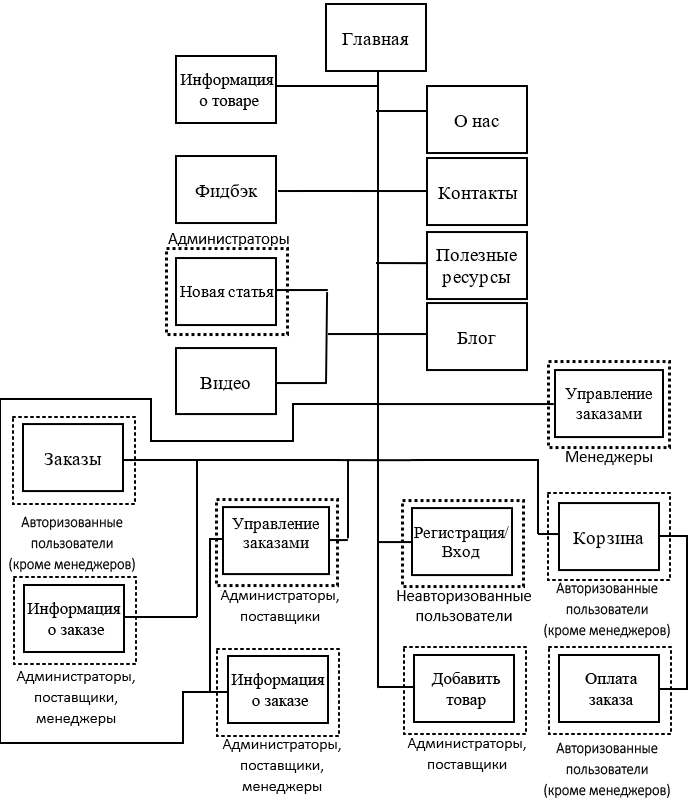 Главная
Информация
о товаре
О нас
Фидбэк
Контакты
Администраторы
Новая статья
Полезные
ресурсы
Видео
Блог
Управление
заказами
Менеджеры
Заказы
Авторизованные
пользователи
(кроме менеджеров)
Управление
заказами
Администраторы,
поставщики
Регистрация/
Вход
Неавторизованные
пользователи
Корзина
Авторизованные
пользователи
(кроме менеджеров)
Информация
о заказе
Администраторы,
поставщики,
менеджеры
Информация
о заказе
Администраторы,
поставщики,
менеджеры
Добавить
товар
Администраторы,
поставщики
Оплата
заказа
Авторизованные
пользователи
(кроме менеджеров)